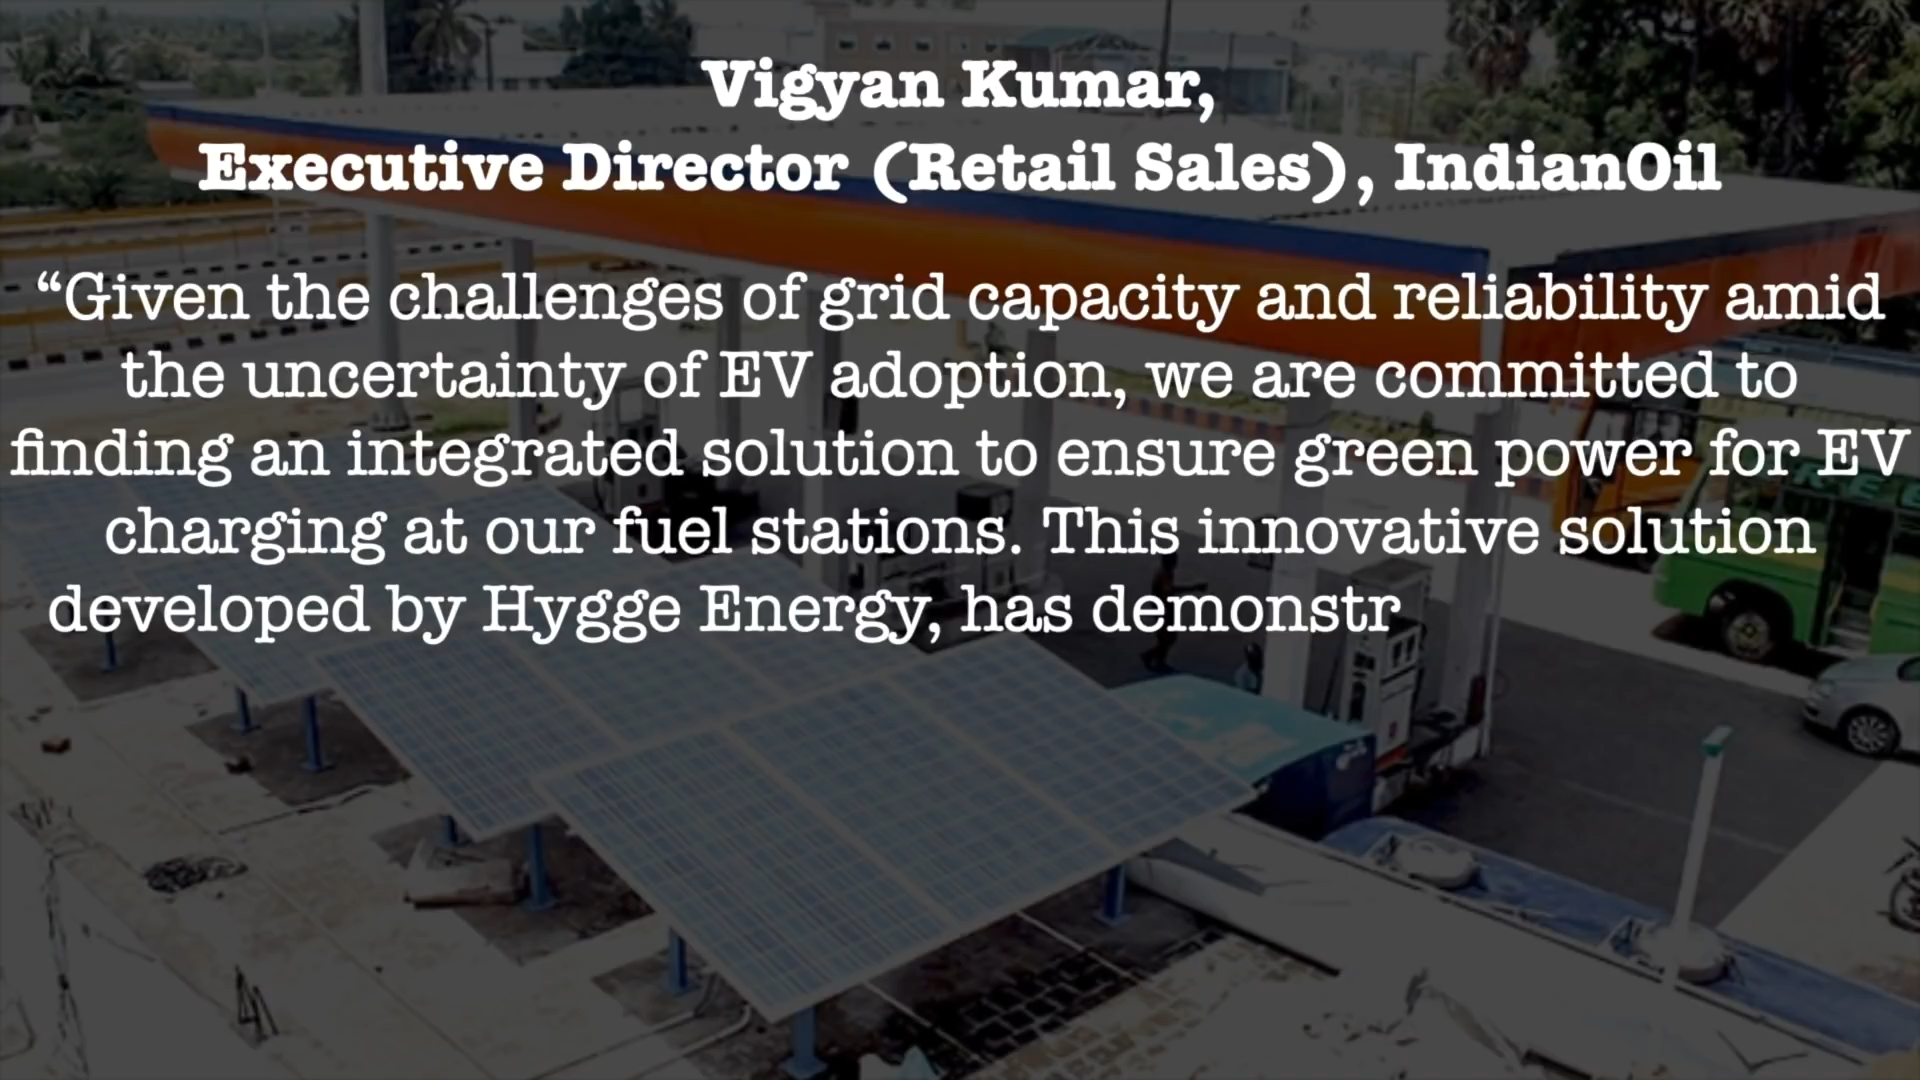 Vigyan Kumar,
Executive Director (Retail Sales), IndianOil
“Given the challenges of grid capacity and reliability amid
the uncertainty of EV adoption, we are committed to
finding an integrated solution to ensure green power for EV
charging at our fuel stations. This innovative solution
developed by Hygge Energy, has demonstr